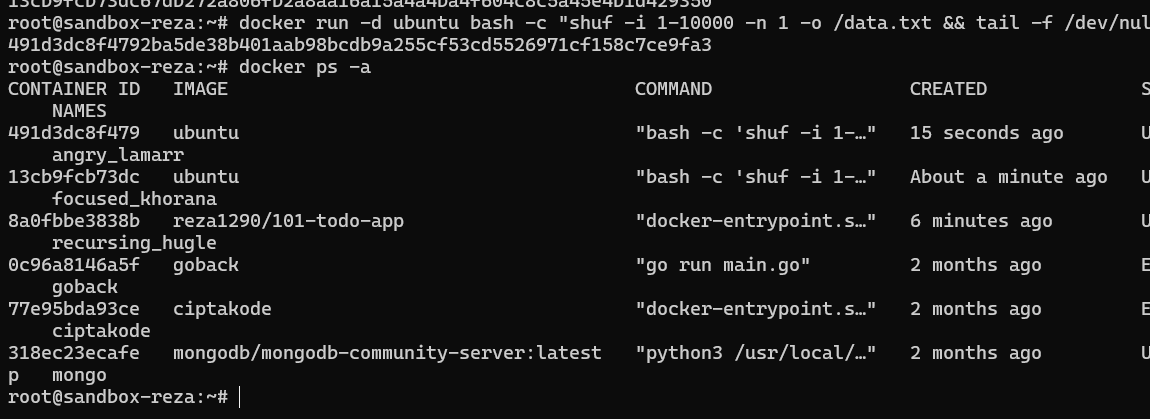 13cb9fcb73dc67db272a806fb2a8aa16a15a4a4ba4f604c8c5a45e4b1d429350
root@sandbox-reza:~# docker run -d ubuntu bash -c "shuf -i 1-10000 -n 1 -o /data.txt && tail -f /dev/nul
491d3dc8f4792ba5de38b401aab98bcdb9a255cf53cd5526971cf158c7ce9fa3
root@sandbox-reza:~# docker ps -a
CONTAINER ID   IMAGE                                     COMMAND                  CREATED              S
    NAMES
491d3dc8f479   ubuntu                                    "bash -c 'shuf -i 1-…"   15 seconds ago       U
    angry_lamarr
13cb9fcb73dc   ubuntu                                    "bash -c 'shuf -i 1-…"   About a minute ago   U
    focused_khorana
8a0fbbe3838b   reza1290/101-todo-app                     "docker-entrypoint.s…"   6 minutes ago        U
    recursing_hugle
0c96a8146a5f   goback                                    "go run main.go"         2 months ago         E
    goback
77e95bda93ce   ciptakode                                 "docker-entrypoint.s…"   2 months ago         E
    ciptakode
318ec23ecafe   mongodb/mongodb-community-server:latest   "python3 /usr/local/…"   2 months ago         U
p   mongo
root@sandbox-reza:~#